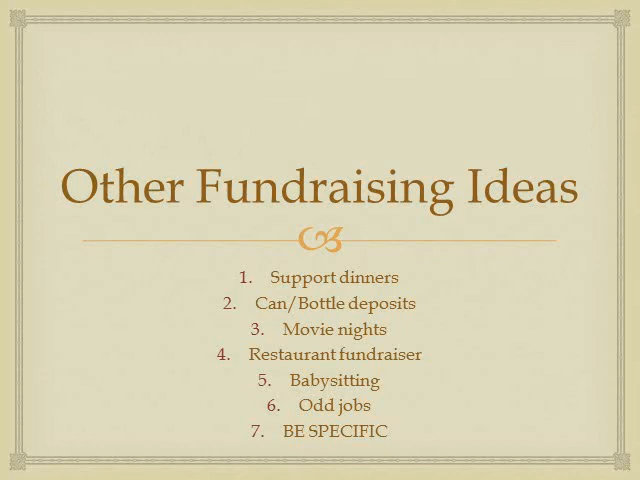 Other Fundraising Ideas
1. Support dinners
2. Can/Bottle deposits
3. Movie nights
4. Restaurant fundraiser
5. Babysitting
6. Odd jobs
7. BE SPECIFIC